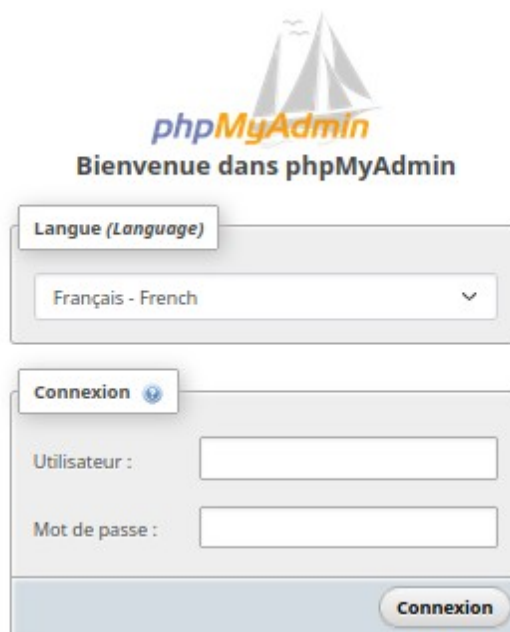 phpMyAdmin
Bienvenue dans phpMyAdmin
Langue (Language)
Français - French
Connexion
Utilisateur :
Mot de passe :
Connexion